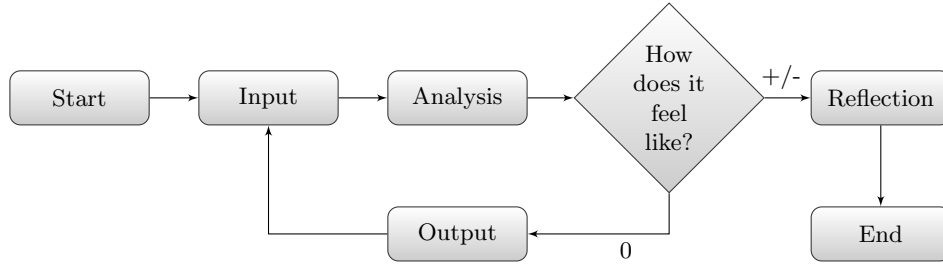 Start
Input
Analysis
How
does it
feel
like?
+/-
Reflection
Output
0
End